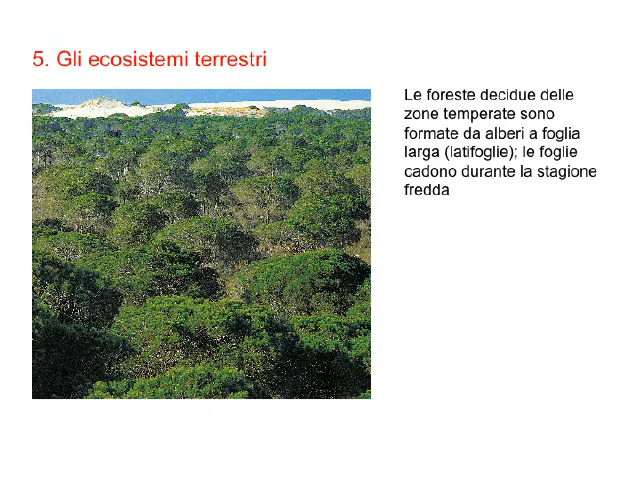 5. Gli ecosistemi terrestri
Le foreste decidue delle
zone temperate sono
formate da alberi a foglia
larga (latifoglie); le foglie
cadono durante la stagione
fredda